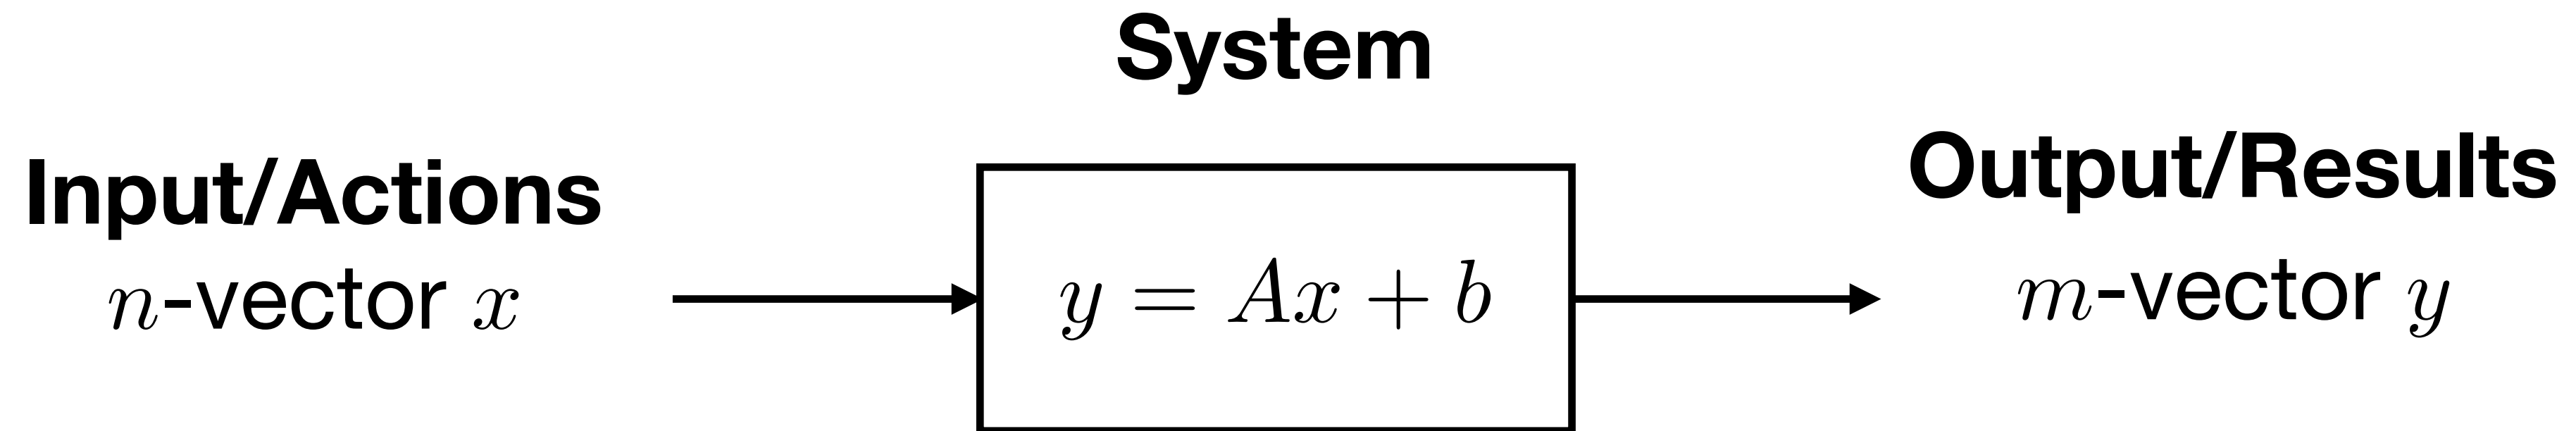 System
Input/Actions
n-vector x
y = Ax + b
Output/Results
m-vector y